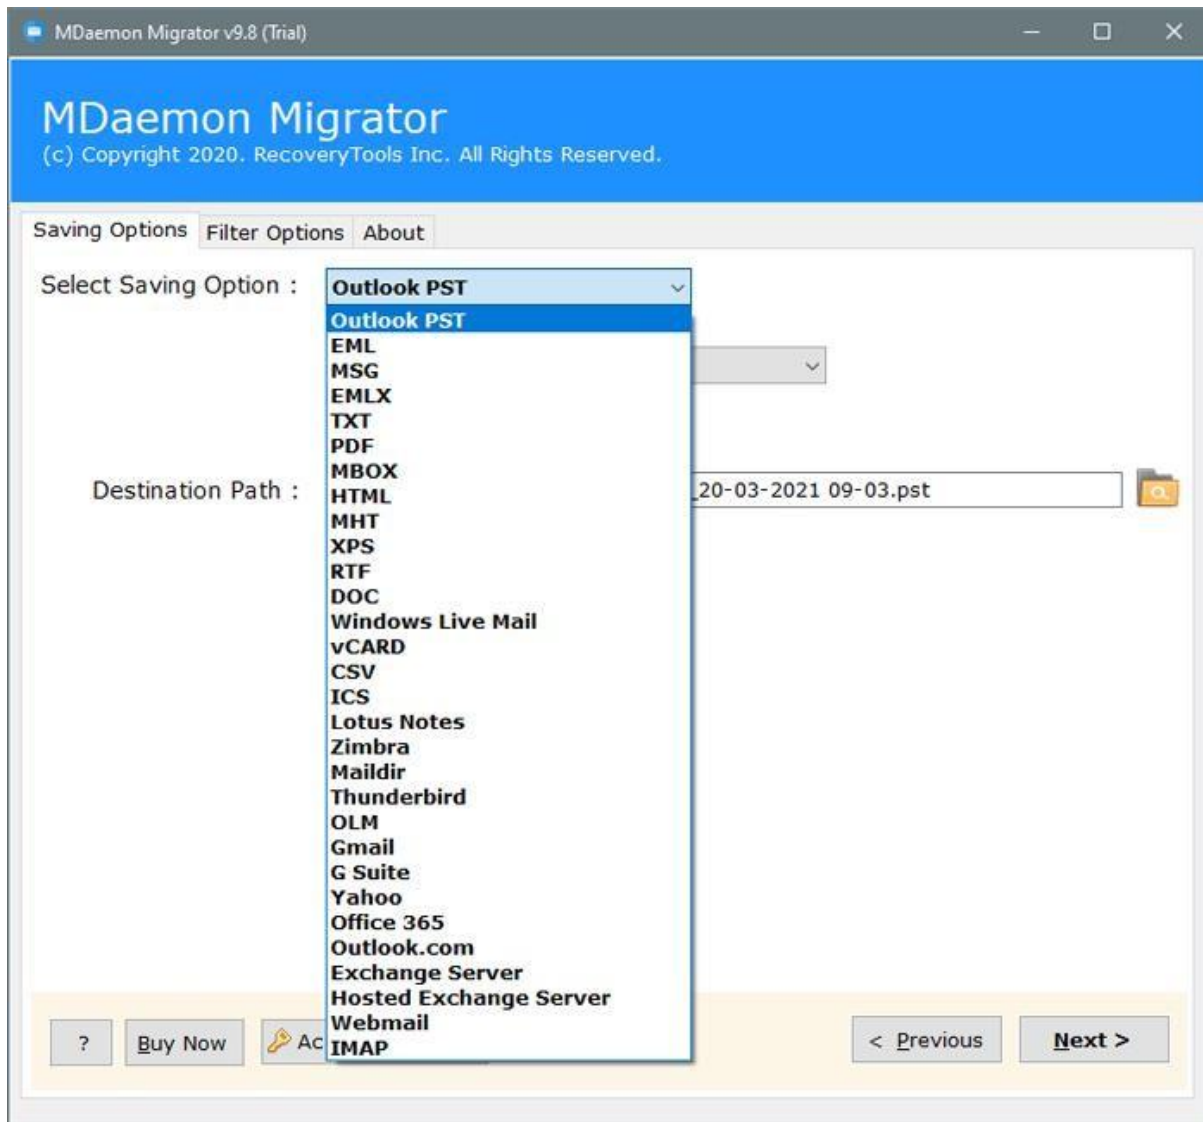 MDaemon Migrator v9.8 (Trial)
MDaemon Migrator
(c) Copyright 2020. RecoveryTools Inc. All Rights Reserved.
Saving Options Filter Options About
Select Saving Option : Outlook PST
Outlook PST
EML
MSG
EMLX
TXT
PDF
MBOX
Destination Path : _20-03-2021 09-03.pst
HTML
MHT
XPS
RTF
DOC
Windows Live Mail
vCARD
CSV
ICS
Lotus Notes
Zimbra
Maildir
Thunderbird
OLM
Gmail
G Suite
Yahoo
Office 365
Outlook.com
Exchange Server
Hosted Exchange Server
Webmail
IMAP
? Buy Now Ac < Previous Next >